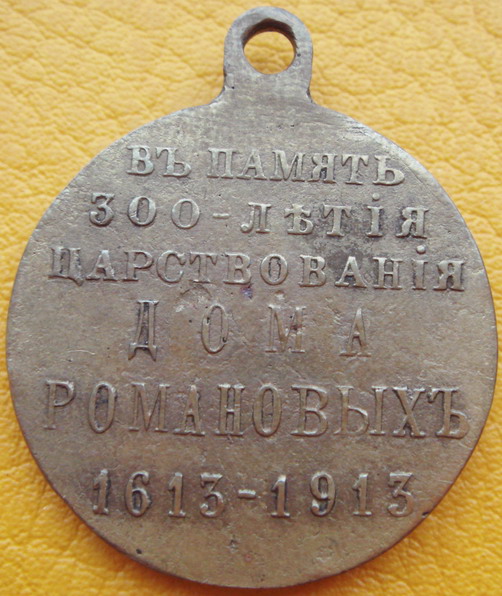 ВЪ ПАМЯТЬ
300-ЛѢТІЯ
ЦАРСТВОВАНІЯ
ДОМА
РОМАНОВЫХЪ
1613-1913